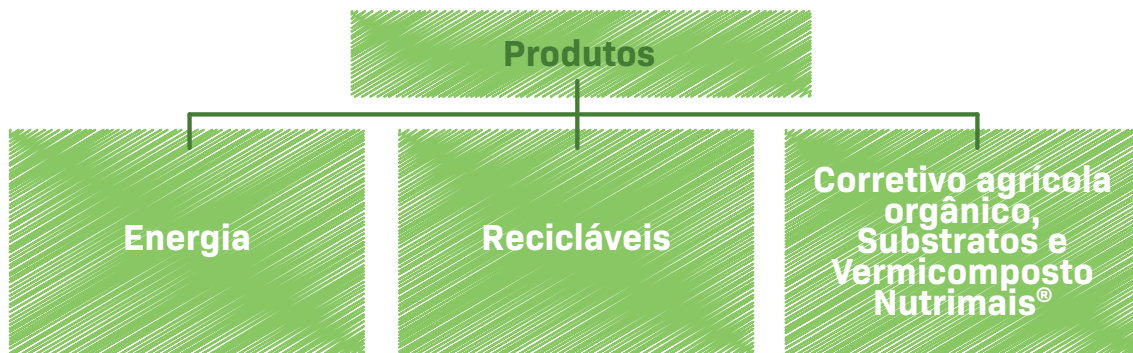 Produtos
Energia
Recicláveis
Corretivo agrícola
orgânico,
Substratos e
Vermicomposto
Nutrimais®